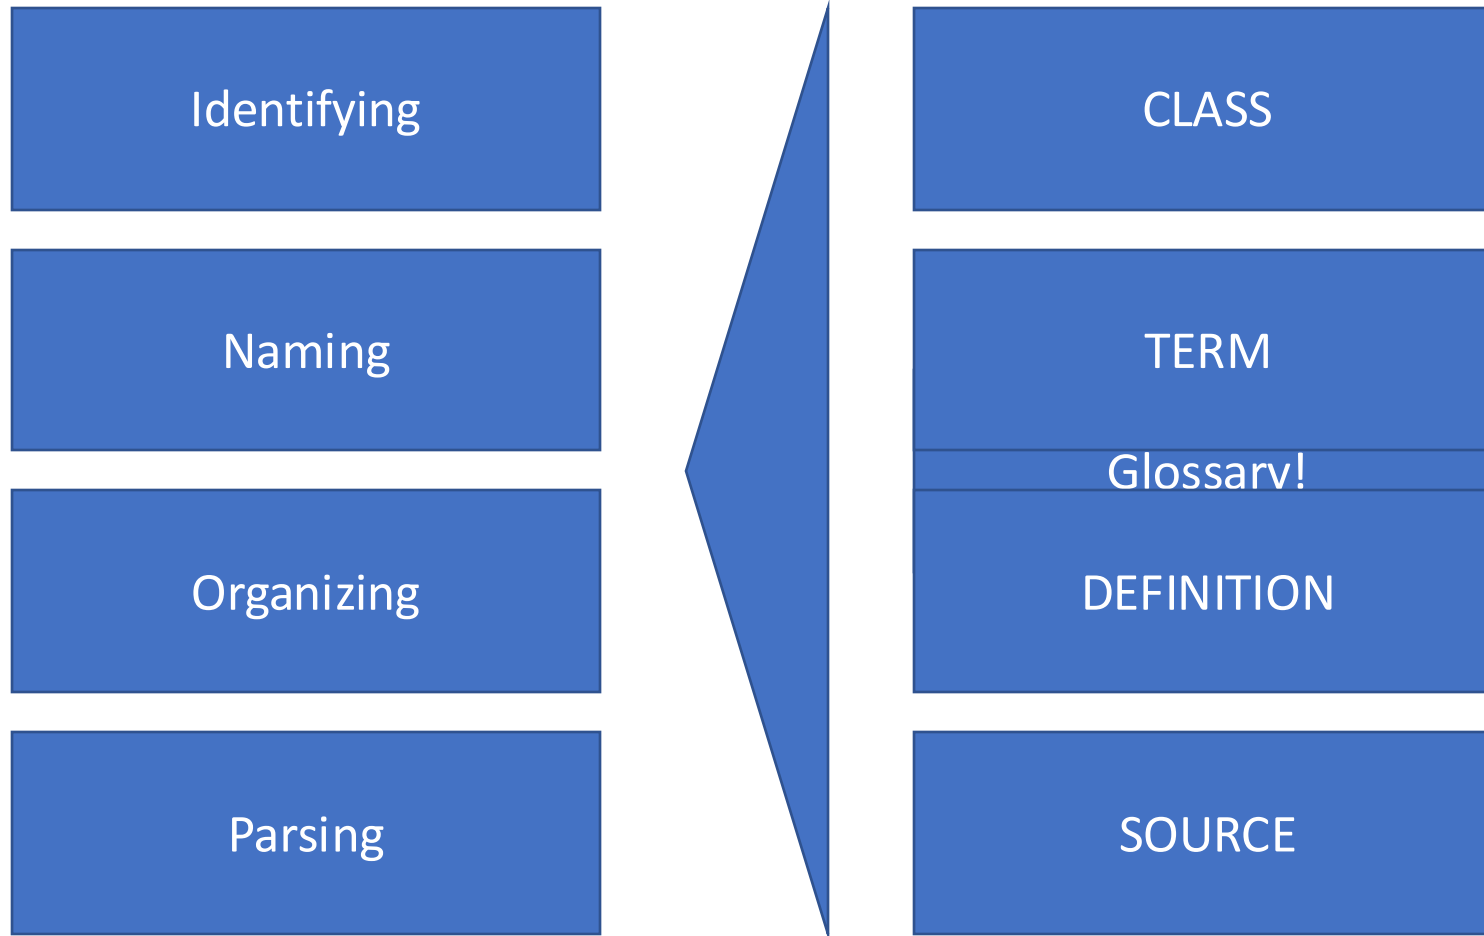 Identifying
Naming
Organizing
Parsing
CLASS
TERM
Glossary!
DEFINITION
SOURCE